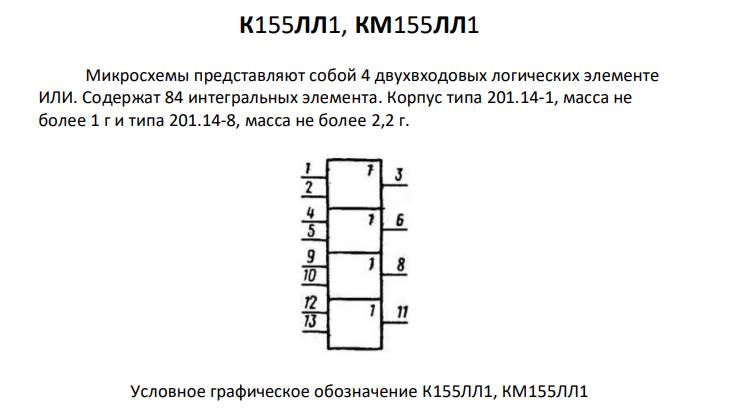 К155ЛЛ1, КМ155ЛЛ1
Микросхемы представляют собой 4 двухвходовых логических элементе
ИЛИ. Содержат 84 интегральных элемента. Корпус типа 201.14-1, масса не
более 1 г и типа 201.14-8, масса не более 2,2 г.
1 1 3
2
4 1 6
5
9 1 8
10
12 1 11
13
Условное графическое обозначение К155ЛЛ1, КМ155ЛЛ1